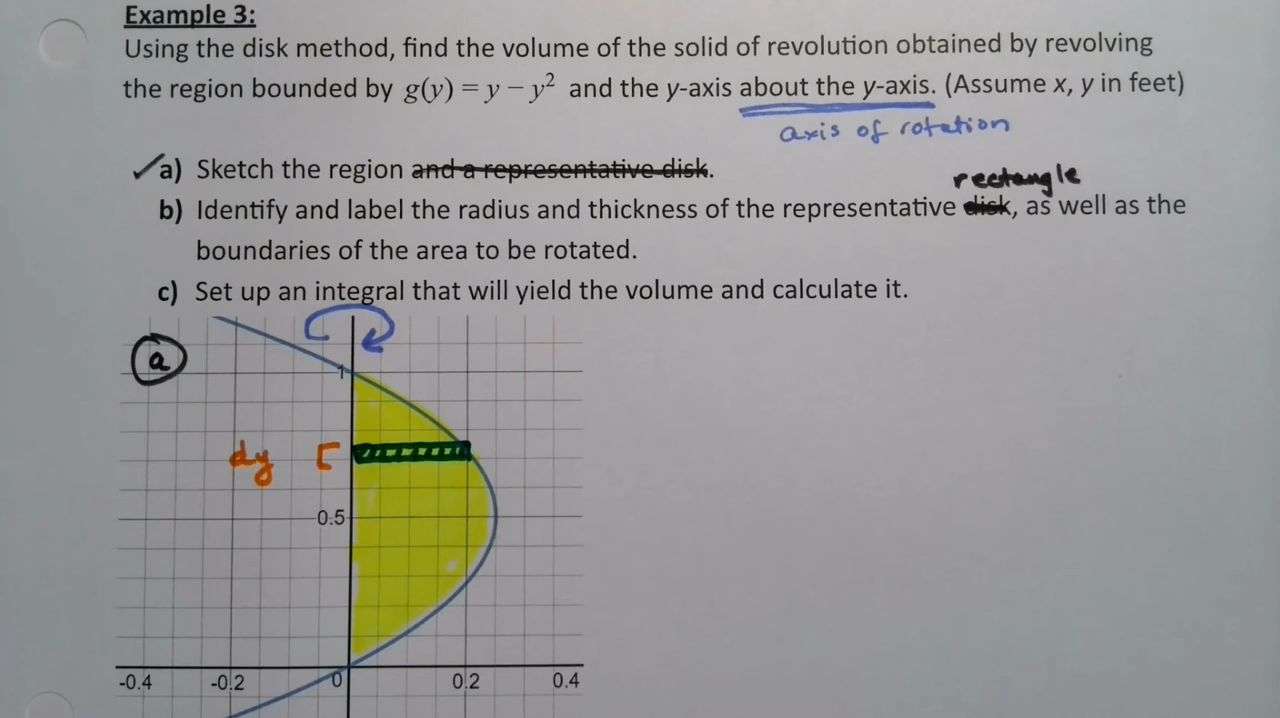 Example 3:
Using the disk method, find the volume of the solid of revolution obtained by revolving
the region bounded by g(y) = y − y² and the y-axis about the y-axis. (Assume x, y in feet)
axis of rotation
a) Sketch the region and a representative disk.
rectangle
b) Identify and label the radius and thickness of the representative disk, as well as the
boundaries of the area to be rotated.
c) Set up an integral that will yield the volume and calculate it.
a
1
dy
0.5
-0.4 -0.2 0 0.2 0.4